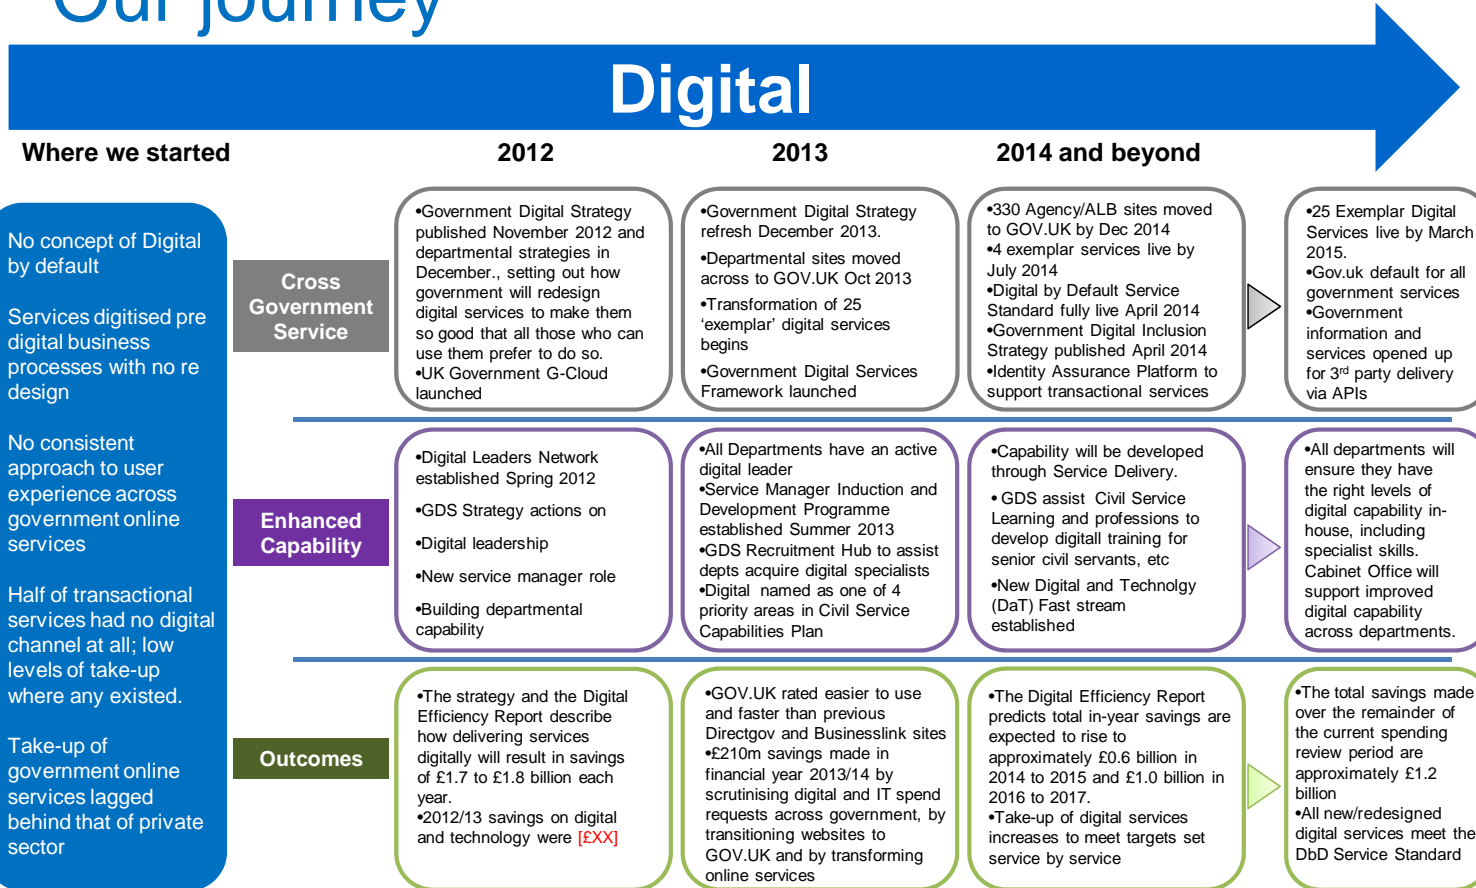 Our journey
Digital
Where we started
2012
2013
2014 and beyond
No concept of Digital
by default
Services digitised pre
digital business
processes with no re
design
No consistent
approach to user
experience across
government online
services
Half of transactional
services had no digital
channel at all; low
levels of take-up
where any existed.
Take-up of
government online
services lagged
behind that of private
sector
Cross
Government
Service
•Government Digital Strategy
published November 2012 and
departmental strategies in
December., setting out how
government will redesign
digital services to make them
so good that all those who can
use them prefer to do so.
•UK Government G-Cloud
launched
•Government Digital Strategy
refresh December 2013.
•Departmental sites moved
across to GOV.UK Oct 2013
•Transformation of 25
‘exemplar’ digital services
begins
•Government Digital Services
Framework launched
•330 Agency/ALB sites moved
to GOV.UK by Dec 2014
•4 exemplar services live by
July 2014
•Digital by Default Service
Standard fully live April 2014
•Government Digital Inclusion
Strategy published April 2014
•Identity Assurance Platform to
support transactional services
•25 Exemplar Digital
Services live by March
2015.
•Gov.uk default for all
government services
•Government
information and
services opened up
for 3rd party delivery
via APIs
Enhanced
Capability
•Digital Leaders Network
established Spring 2012
•GDS Strategy actions on
•Digital leadership
•New service manager role
•Building departmental
capability
•All Departments have an active
digital leader
•Service Manager Induction and
Development Programme
established Summer 2013
•GDS Recruitment Hub to assist
depts acquire digital specialists
•Digital named as one of 4
priority areas in Civil Service
Capabilities Plan
•Capability will be developed
through Service Delivery.
• GDS assist Civil Service
Learning and professions to
develop digitall training for
senior civil servants, etc
•New Digital and Technolgy
(DaT) Fast stream
established
•All departments will
ensure they have
the right levels of
digital capability in-
house, including
specialist skills.
Cabinet Office will
support improved
digital capability
across departments.
Outcomes
•The strategy and the Digital
Efficiency Report describe
how delivering services
digitally will result in savings
of £1.7 to £1.8 billion each
year.
•2012/13 savings on digital
and technology were [£XX]
•GOV.UK rated easier to use
and faster than previous
Directgov and Businesslink sites
•£210m savings made in
financial year 2013/14 by
scrutinising digital and IT spend
requests across government, by
transitioning websites to
GOV.UK and by transforming
online services
•The Digital Efficiency Report
predicts total in-year savings are
expected to rise to
approximately £0.6 billion in
2014 to 2015 and £1.0 billion in
2016 to 2017.
•Take-up of digital services
increases to meet targets set
service by service
•The total savings made
over the remainder of
the current spending
review period are
approximately £1.2
billion
•All new/redesigned
digital services meet the
DbD Service Standard